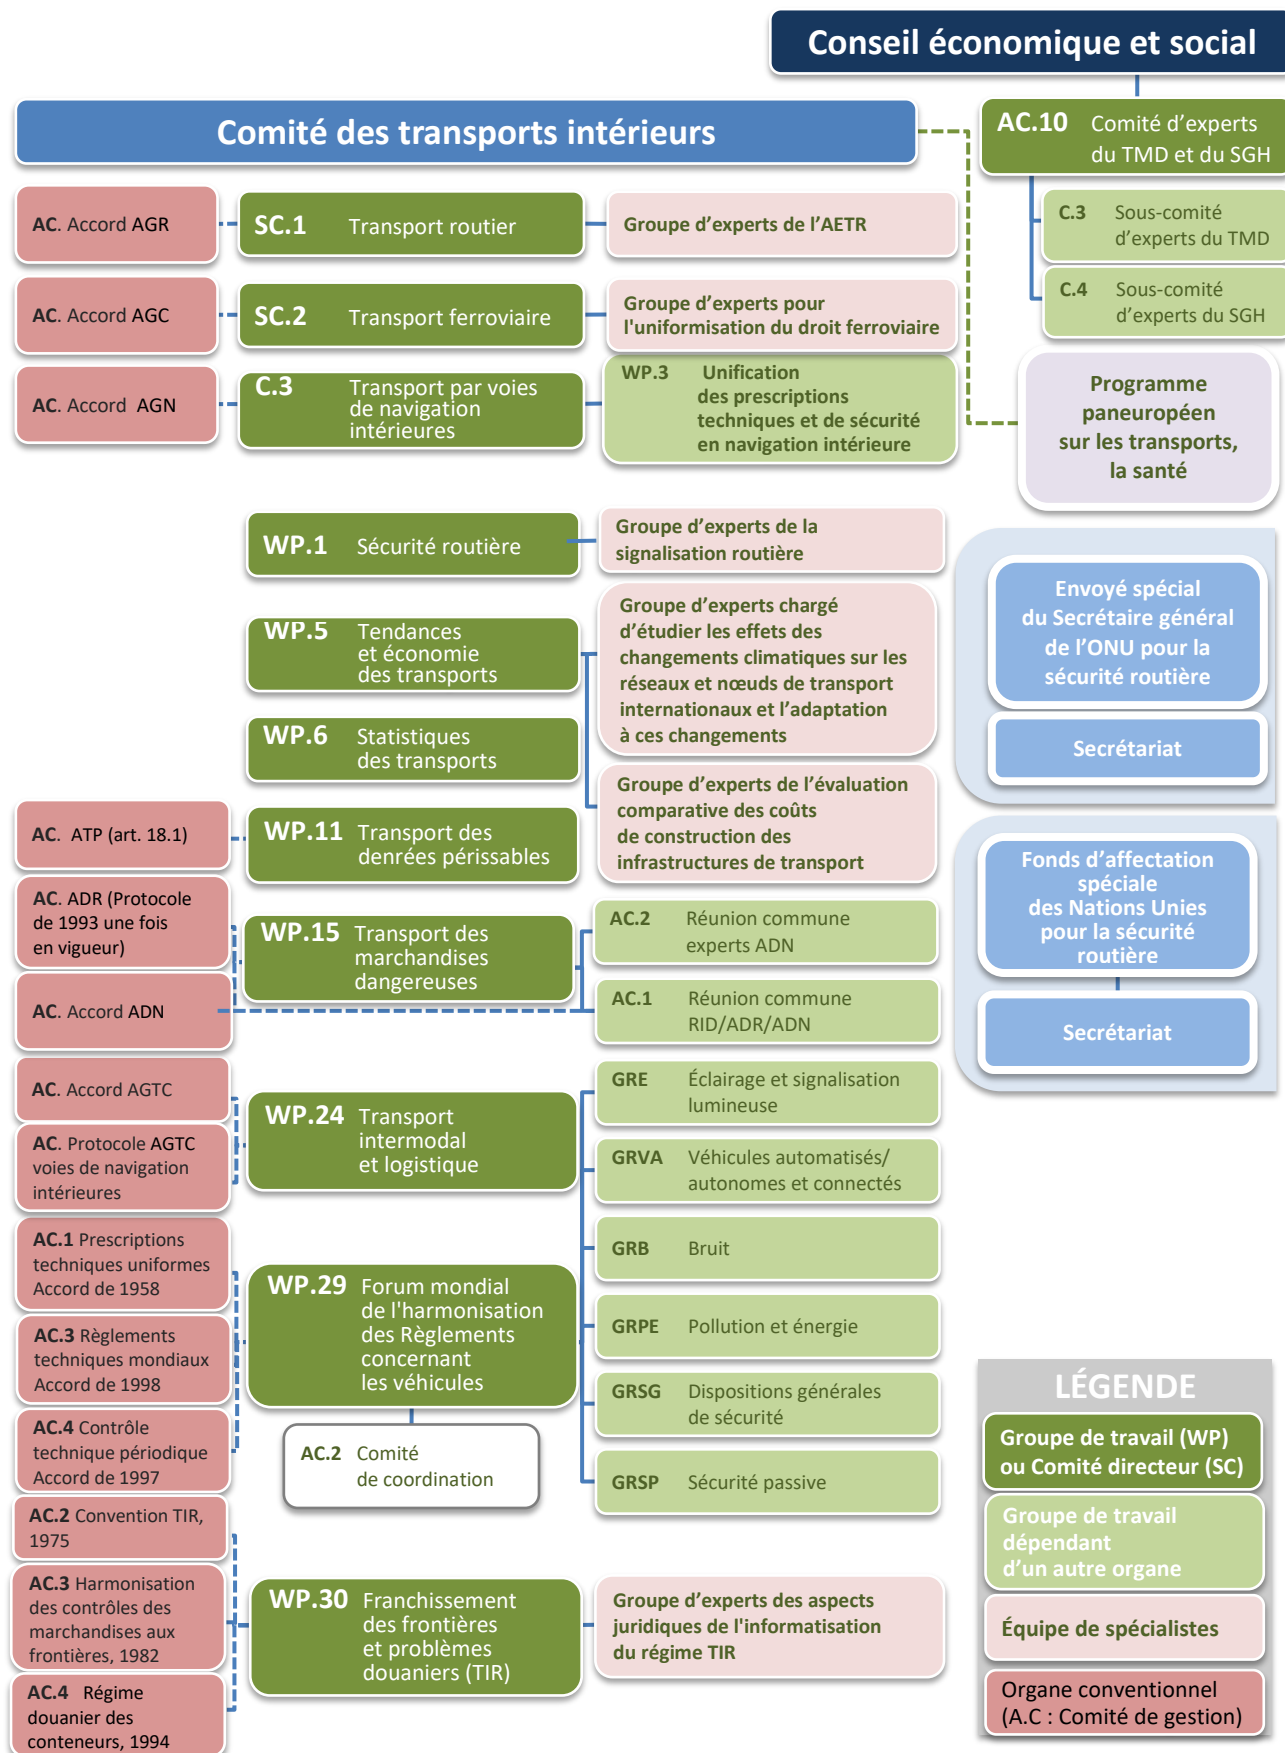 Conseil économique et social
Comité des transports intérieurs
AC.10 Comité d'experts
du TMD et du SGH
C.3 Sous-comité
d'experts du TMD
C.4 Sous-comité
d'experts du SGH
AC. Accord AGR
SC.1 Transport routier
Groupe d’experts de l’AETR
AC. Accord AGC
SC.2 Transport ferroviaire
Groupe d’experts pour
l'uniformisation du droit ferroviaire
AC. Accord AGN
C.3 Transport par voies
de navigation
intérieures
WP.3 Unification
des prescriptions
techniques et de sécurité
en navigation intérieure
Programme
paneuropéen
sur les transports,
la santé
WP.1 Sécurité routière
Groupe d’experts de la
signalisation routière
WP.5 Tendances
et économie
des transports
Groupe d’experts chargé
d’étudier les effets des
changements climatiques sur les
réseaux et nœuds de transport
internationaux et l’adaptation
à ces changements
WP.6 Statistiques
des transports
Groupe d’experts de l’évaluation
comparative des coûts
de construction des
infrastructures de transport
Envoyé spécial
du Secrétaire général
de l’ONU pour la
sécurité routière
Secrétariat
AC. ATP (art. 18.1)
WP.11 Transport des
denrées périssables
AC. ADR (Protocole
de 1993 une fois
en vigueur)
AC. Accord ADN
WP.15 Transport des
marchandises
dangereuses
AC.2 Réunion commune
experts ADN
AC.1 Réunion commune
RID/ADR/ADN
Fonds d’affectation
spéciale
des Nations Unies
pour la sécurité
routière
Secrétariat
AC. Accord AGTC
AC. Protocole AGTC
voies de navigation
intérieures
WP.24 Transport
intermodal
et logistique
GRE Éclairage et signalisation
lumineuse
GRVA Véhicules automatisés/
autonomes et connectés
GRB Bruit
GRPE Pollution et énergie
GRSG Dispositions générales
de sécurité
GRSP Sécurité passive
AC.1 Prescriptions
techniques uniformes
Accord de 1958
AC.3 Règlements
techniques mondiaux
Accord de 1998
AC.4 Contrôle
technique périodique
Accord de 1997
WP.29 Forum mondial
de l'harmonisation
des Règlements
concernant
les véhicules
AC.2 Comité
de coordination
AC.2 Convention TIR,
1975
AC.3 Harmonisation
des contrôles des
marchandises aux
frontières, 1982
AC.4 Régime
douanier des
conteneurs, 1994
WP.30 Franchissement
des frontières
et problèmes
douaniers (TIR)
Groupe d’experts des aspects
juridiques de l'informatisation
du régime TIR
LÉGENDE
Groupe de travail (WP)
ou Comité directeur (SC)
Groupe de travail
dépendant
d’un autre organe
Équipe de spécialistes
Organe conventionnel
(A.C : Comité de gestion)